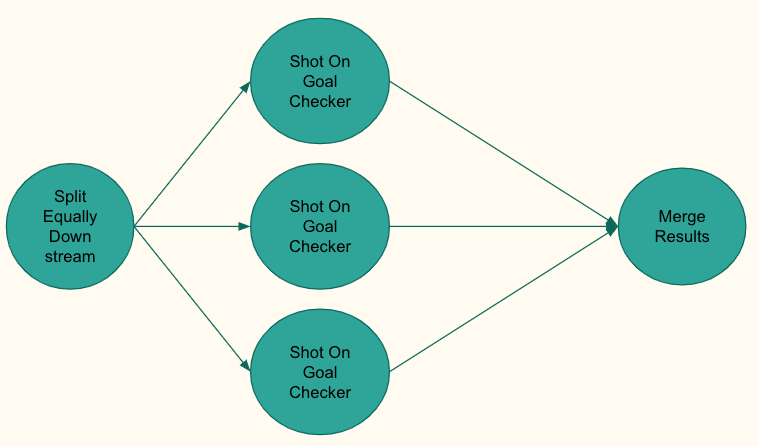 Split
Equally
Down
stream
Shot On
Goal
Checker
Shot On
Goal
Checker
Shot On
Goal
Checker
Merge
Results